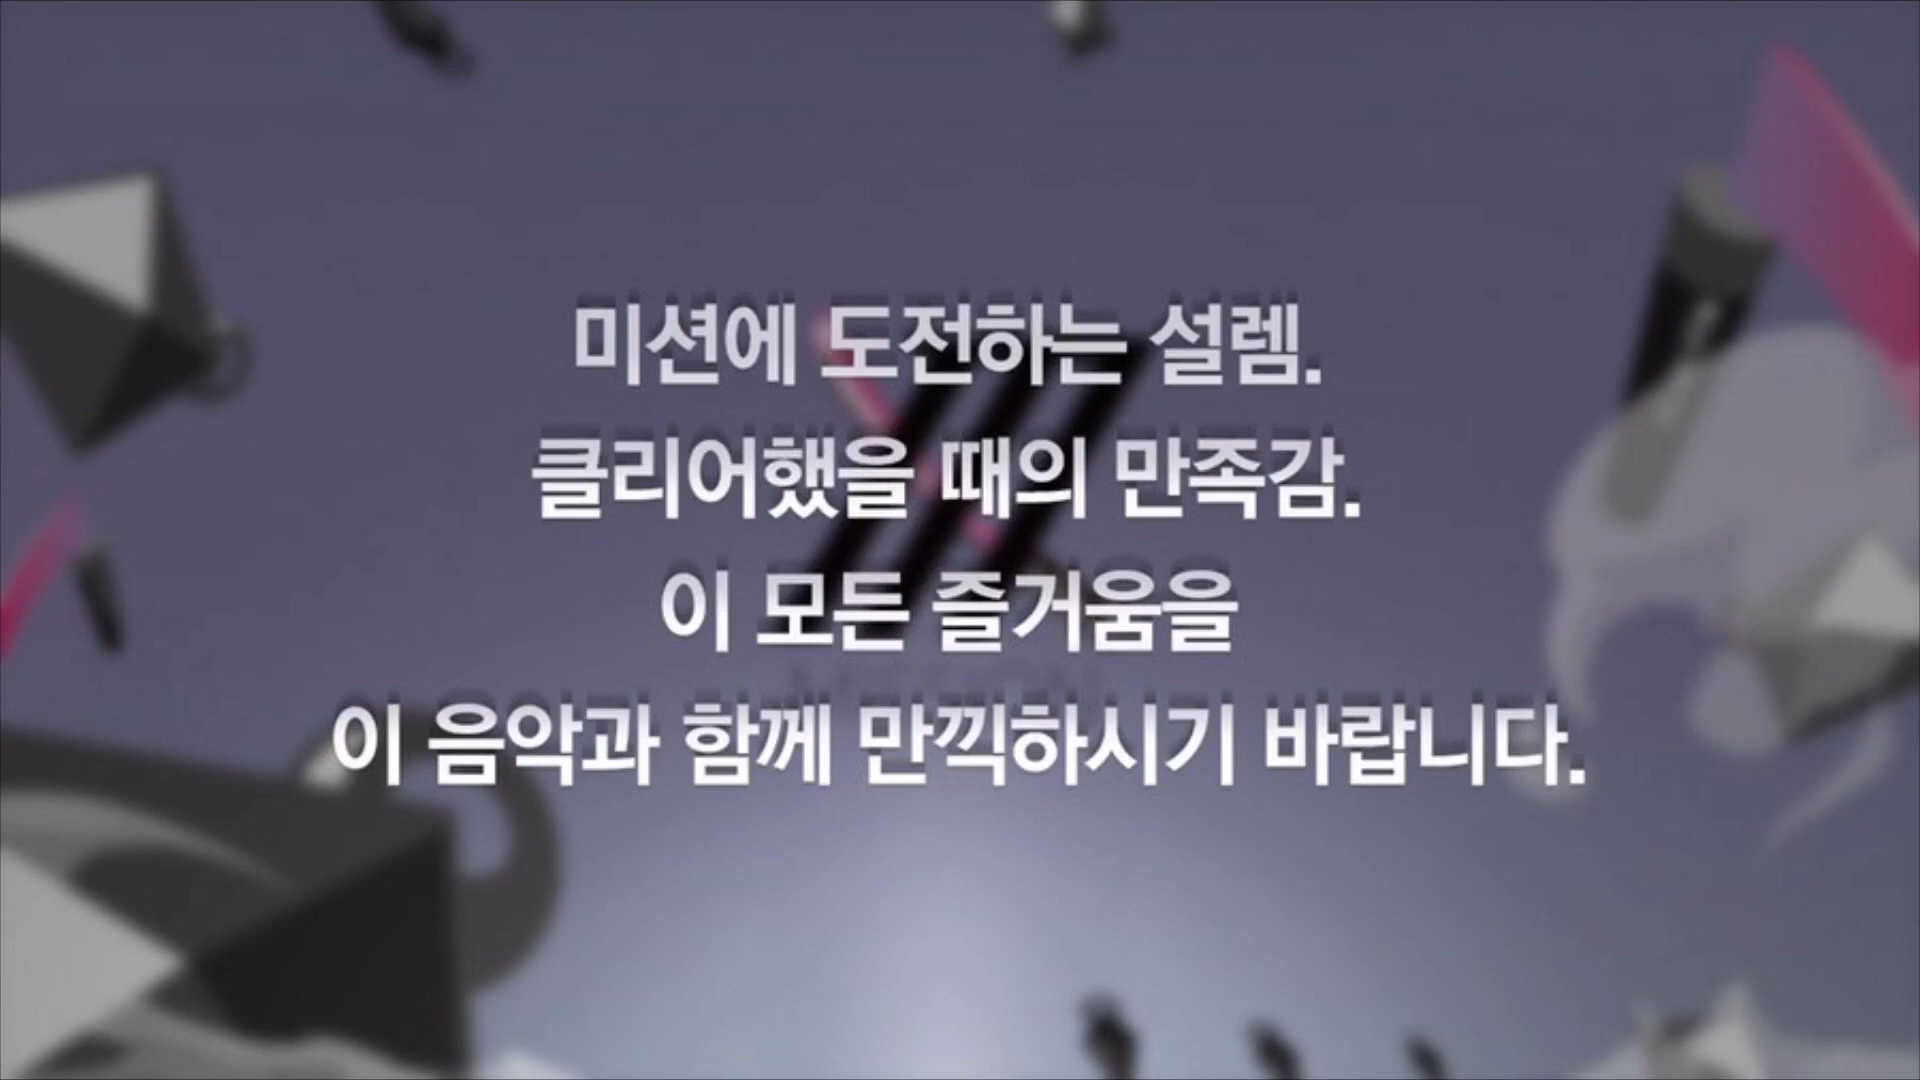 미션에 도전하는 설렘.
클리어했을 때의 만족감.
이 모든 즐거움을
이 음악과 함께 만끽하시기 바랍니다.